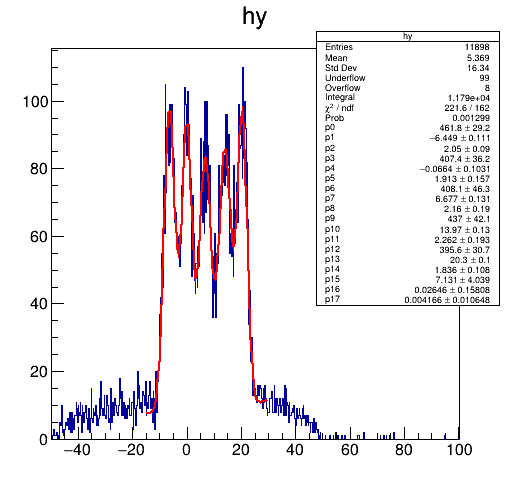 hy
hy
Entries 11898
Mean 5.369
Std Dev 16.34
Underflow 99
Overflow 8
Integral 1.179e+04
χ² / ndf 221.6 / 162
Prob 0.001299
p0 461.8 ± 29.2
p1 −6.449 ± 0.111
p2 2.05 ± 0.09
p3 407.4 ± 36.2
p4 −0.0664 ± 0.1031
p5 1.913 ± 0.157
p6 408.1 ± 46.3
p7 6.677 ± 0.131
p8 2.16 ± 0.19
p9 437 ± 42.1
p10 13.97 ± 0.13
p11 2.262 ± 0.193
p12 395.6 ± 30.7
p13 20.3 ± 0.1
p14 1.836 ± 0.108
p15 7.131 ± 4.039
p16 0.02646 ± 0.15808
p17 0.004166 ± 0.010648
100
80
60
40
20
0
−40 −20 0 20 40 60 80 100